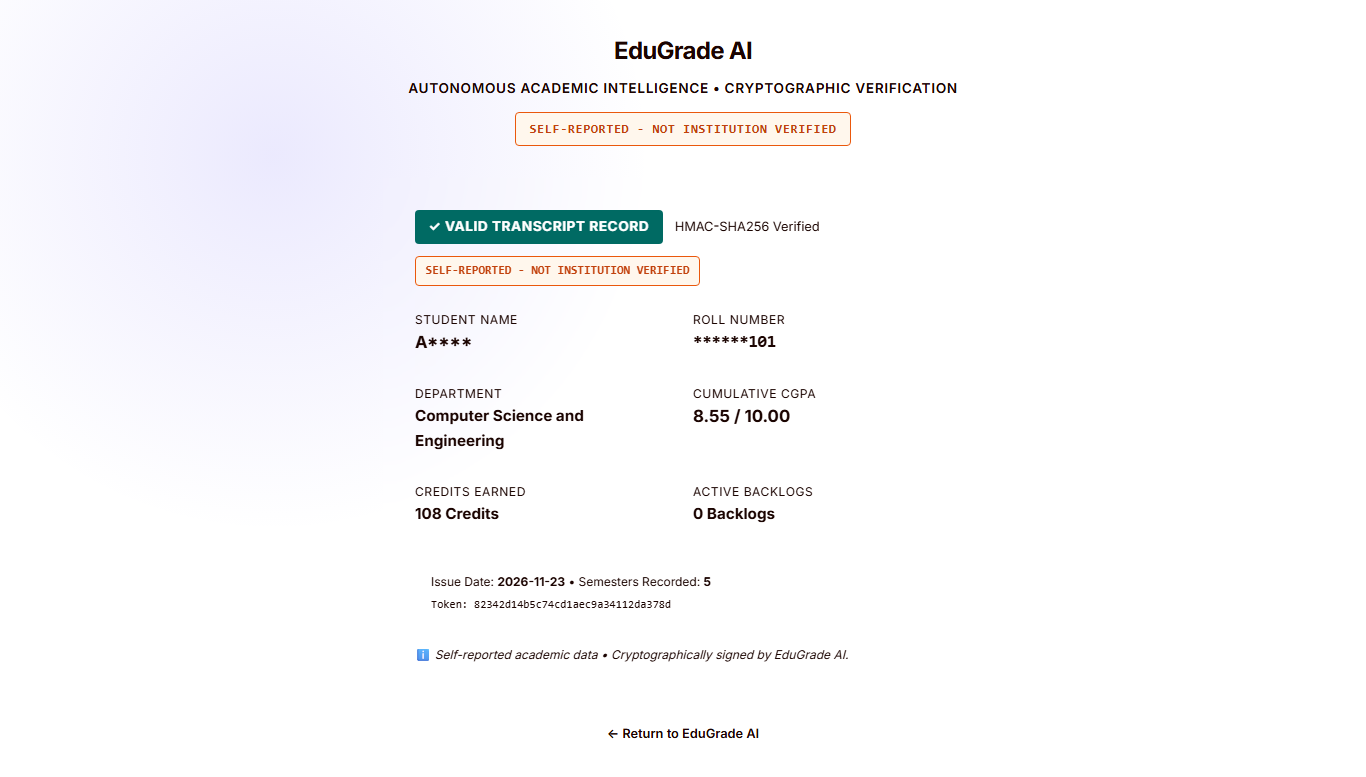 EduGrade AI
AUTONOMOUS ACADEMIC INTELLIGENCE • CRYPTOGRAPHIC VERIFICATION
SELF-REPORTED - NOT INSTITUTION VERIFIED
✓ VALID TRANSCRIPT RECORD HMAC-SHA256 Verified
SELF-REPORTED - NOT INSTITUTION VERIFIED
STUDENT NAME ROLL NUMBER
A**** ******101
DEPARTMENT CUMULATIVE CGPA
Computer Science and 8.55 / 10.00
Engineering
CREDITS EARNED ACTIVE BACKLOGS
108 Credits 0 Backlogs
Issue Date: 2026-11-23 • Semesters Recorded: 5
Token: 82342d14b5c74cd1aec9a34112da378d
ℹ Self-reported academic data • Cryptographically signed by EduGrade AI.
← Return to EduGrade AI